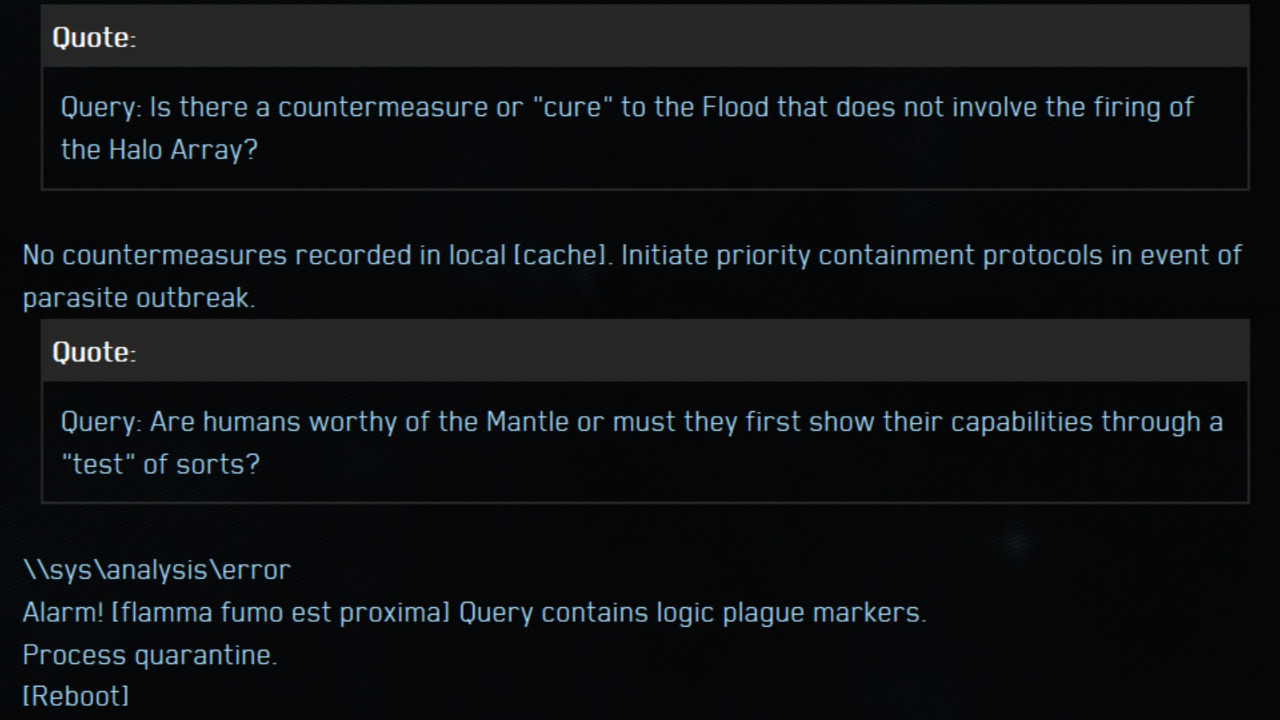 Quote:
Query: Is there a countermeasure or "cure" to the Flood that does not involve the firing of
the Halo Array?
No countermeasures recorded in local [cache]. Initiate priority containment protocols in event of
parasite outbreak.
Quote:
Query: Are humans worthy of the Mantle or must they first show their capabilities through a
"test" of sorts?
\\sys\analysis\error
Alarm! [flamma fumo est proxima] Query contains logic plague markers.
Process quarantine.
[Reboot]